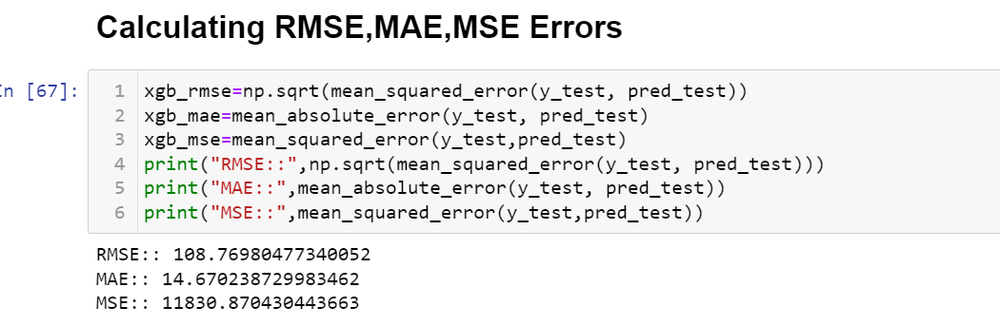 Calculating RMSE,MAE,MSE Errors
In [67]:
1 xgb_rmse=np.sqrt(mean_squared_error(y_test, pred_test))
2 xgb_mae=mean_absolute_error(y_test, pred_test)
3 xgb_mse=mean_squared_error(y_test,pred_test)
4 print("RMSE::",np.sqrt(mean_squared_error(y_test, pred_test)))
5 print("MAE::",mean_absolute_error(y_test, pred_test))
6 print("MSE::",mean_squared_error(y_test,pred_test))
RMSE:: 108.76980477340052
MAE:: 14.670238729983462
MSE:: 11830.870430443663